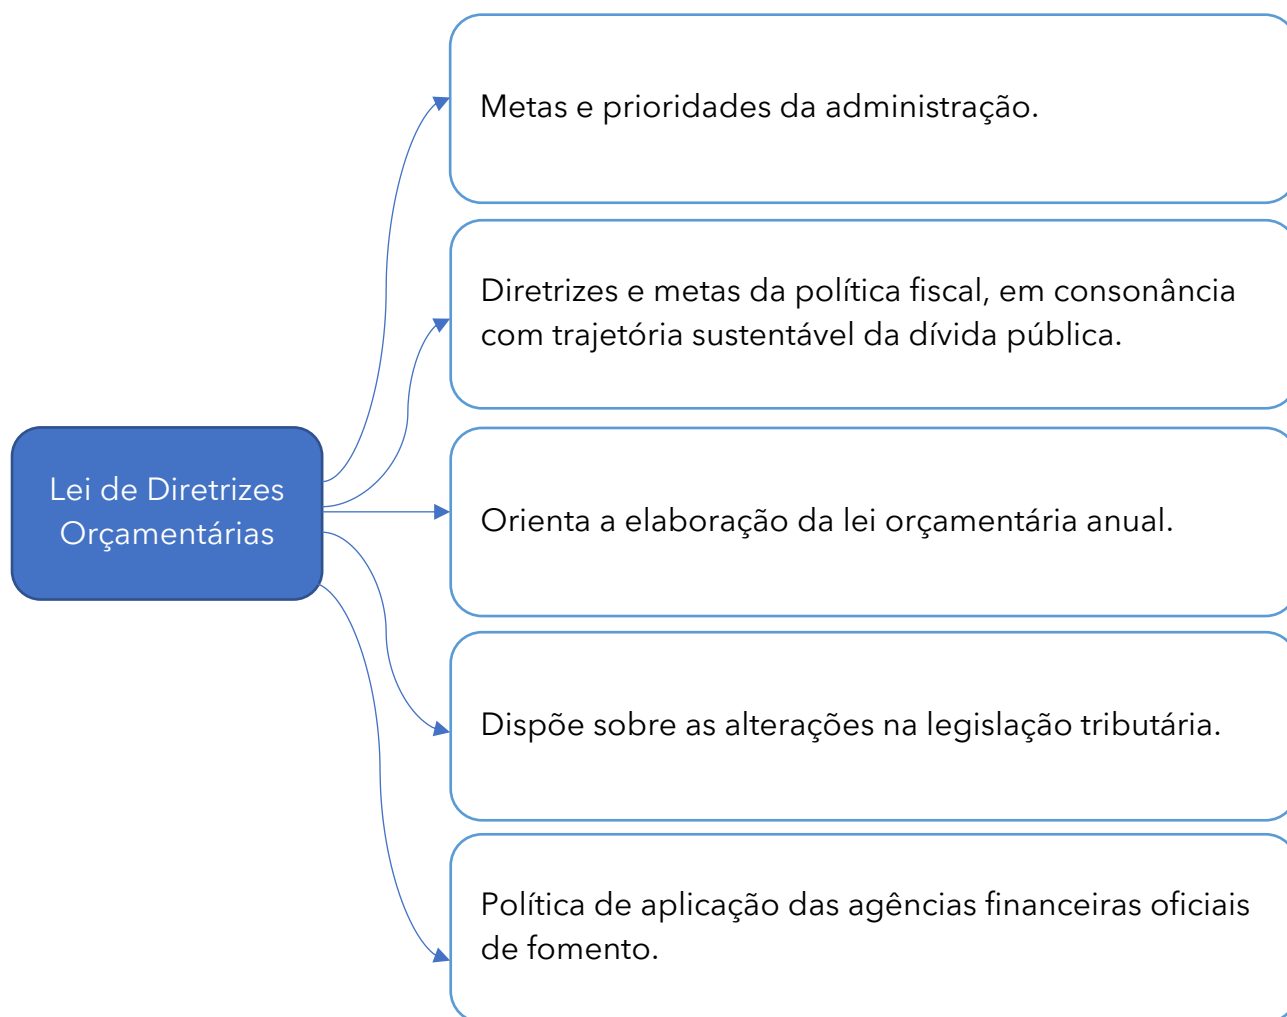 Metas e prioridades da administração.
Diretrizes e metas da política fiscal, em consonância
com trajetória sustentável da dívida pública.
Lei de Diretrizes
Orçamentárias
Orienta a elaboração da lei orçamentária anual.
Dispõe sobre as alterações na legislação tributária.
Política de aplicação das agências financeiras oficiais
de fomento.